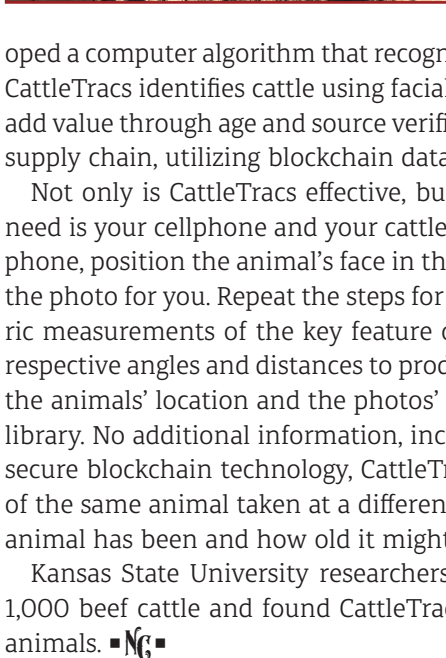 oped a computer algorithm that recogn
CattleTracs identifies cattle using facial
add value through age and source verifi
supply chain, utilizing blockchain data
Not only is CattleTracs effective, bu
need is your cellphone and your cattle
phone, position the animal’s face in th
the photo for you. Repeat the steps for
ric measurements of the key feature
respective angles and distances to prod
the animals’ location and the photos’
library. No additional information, inc
secure blockchain technology, CattleTr
of the same animal taken at a differen
animal has been and how old it might
Kansas State University researchers
1,000 beef cattle and found CattleTrac
animals. ▪NC▪